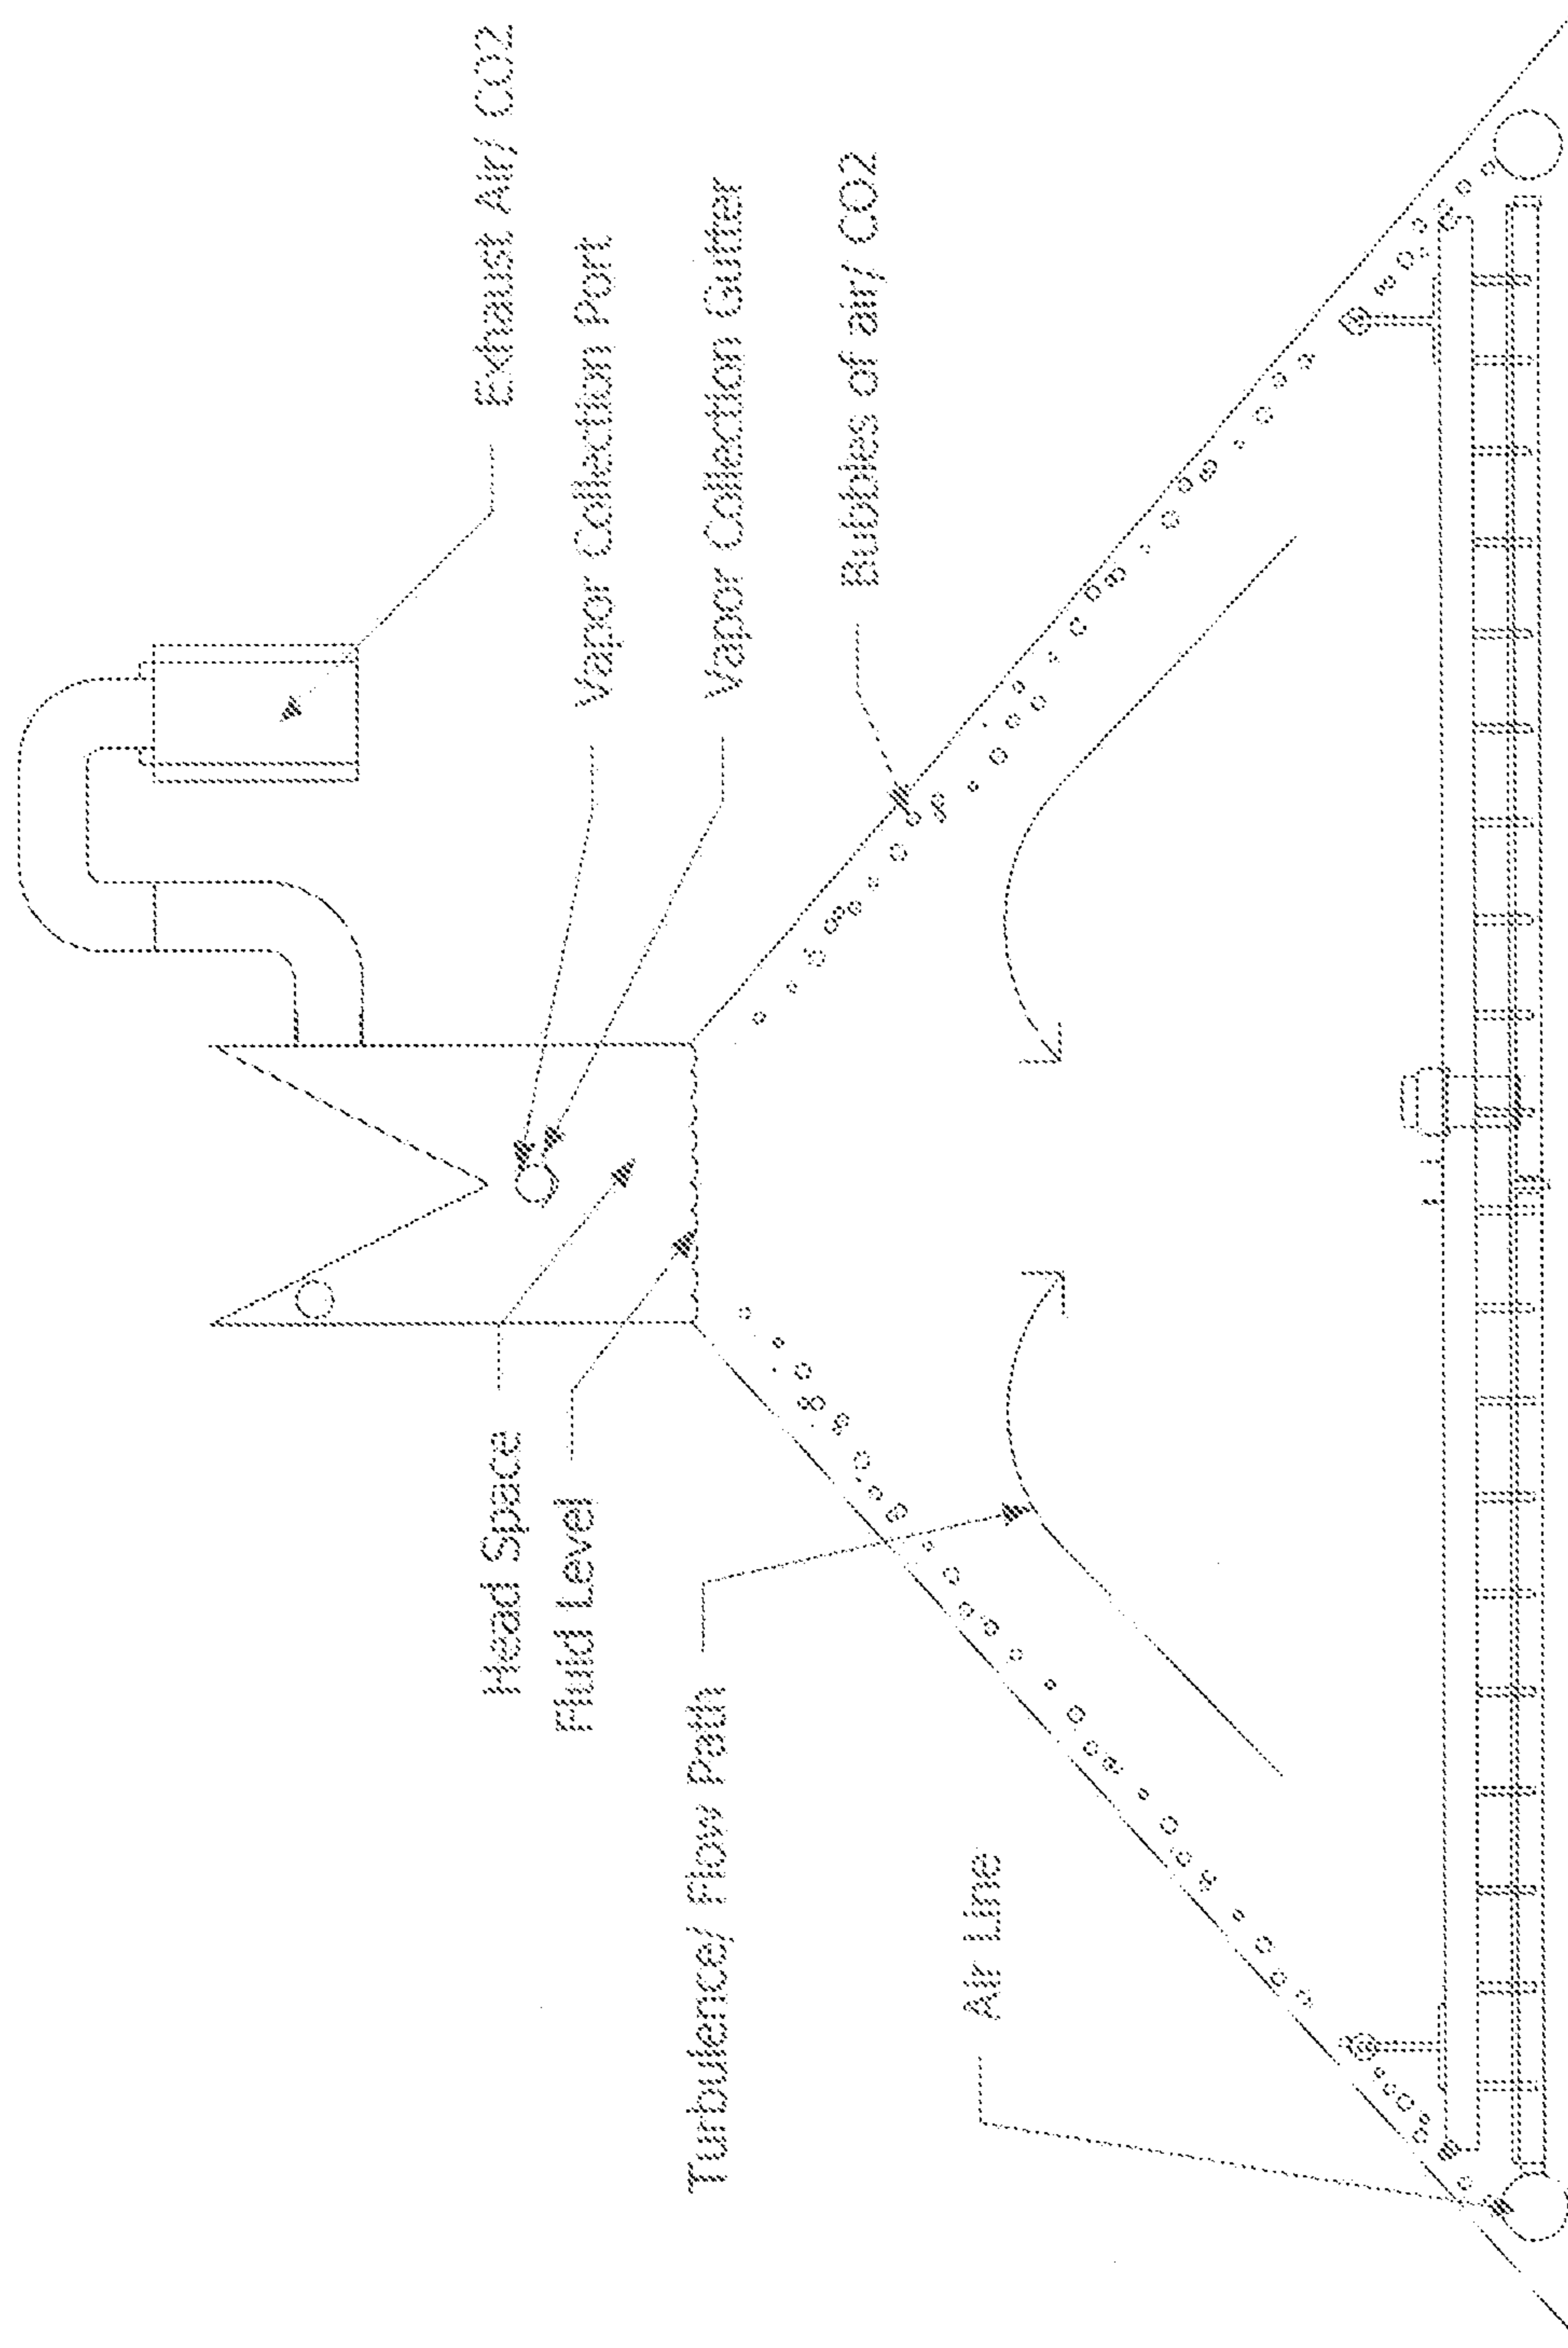 Exhaust Air/ CO2
Vapor Collection Port
Vapor Collection Gutter
Bubbles of air/ CO2
Head Space
Fluid Level
Turbulence/ Flow Path
Air Line